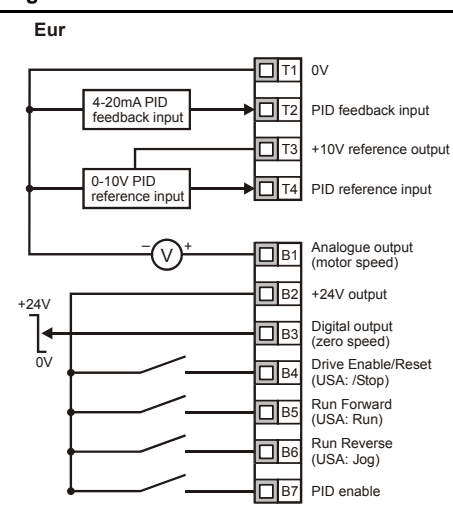 Eur
T1 0V
4-20mA PID
feedback input
T2 PID feedback input
T3 +10V reference output
0-10V PID
reference input
T4 PID reference input
– V +
B1 Analogue output
(motor speed)
B2 +24V output
+24V
0V
B3 Digital output
(zero speed)
B4 Drive Enable/Reset
(USA: /Stop)
B5 Run Forward
(USA: Run)
B6 Run Reverse
(USA: Jog)
B7 PID enable